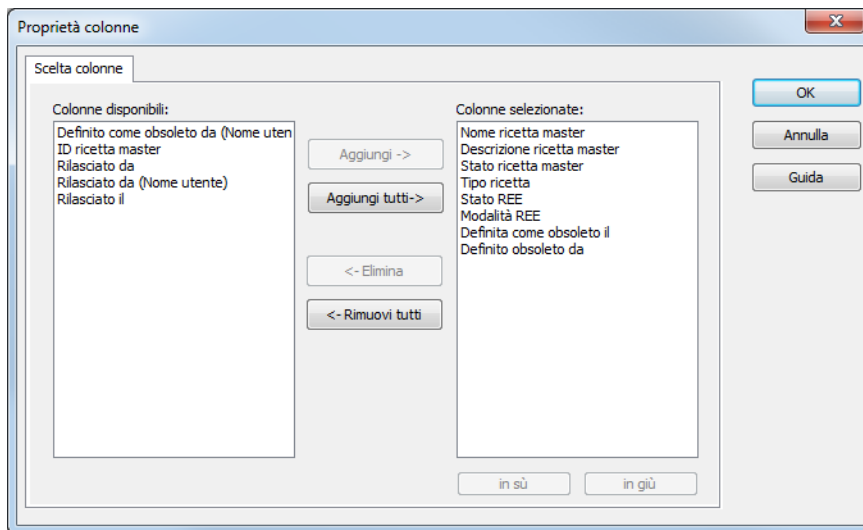 Proprietà colonne
Scelta colonne
Colonne disponibili:
Definito come obsoleto da (Nome uten
ID ricetta master
Rilasciato da
Rilasciato da (Nome utente)
Rilasciato il
Aggiungi ->
Aggiungi tutti->
<- Elimina
<- Rimuovi tutti
Colonne selezionate:
Nome ricetta master
Descrizione ricetta master
Stato ricetta master
Tipo ricetta
Stato REE
Modalità REE
Definita come obsoleto il
Definito obsoleto da
in sù
in giù
OK
Annulla
Guida